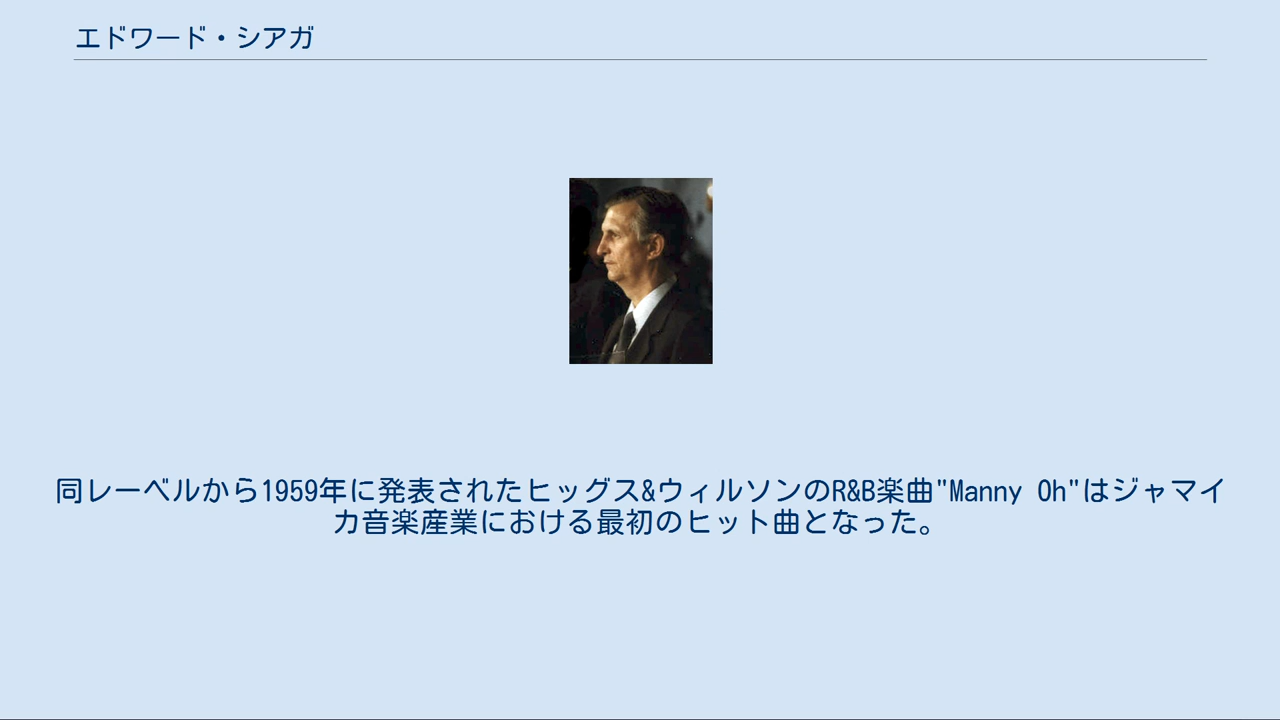 エドワード・シアガ
同レーベルから1959年に発表されたヒッグス&ウィルソンのR&B楽曲"Manny Oh"はジャマイ
カ音楽産業における最初のヒット曲となった。